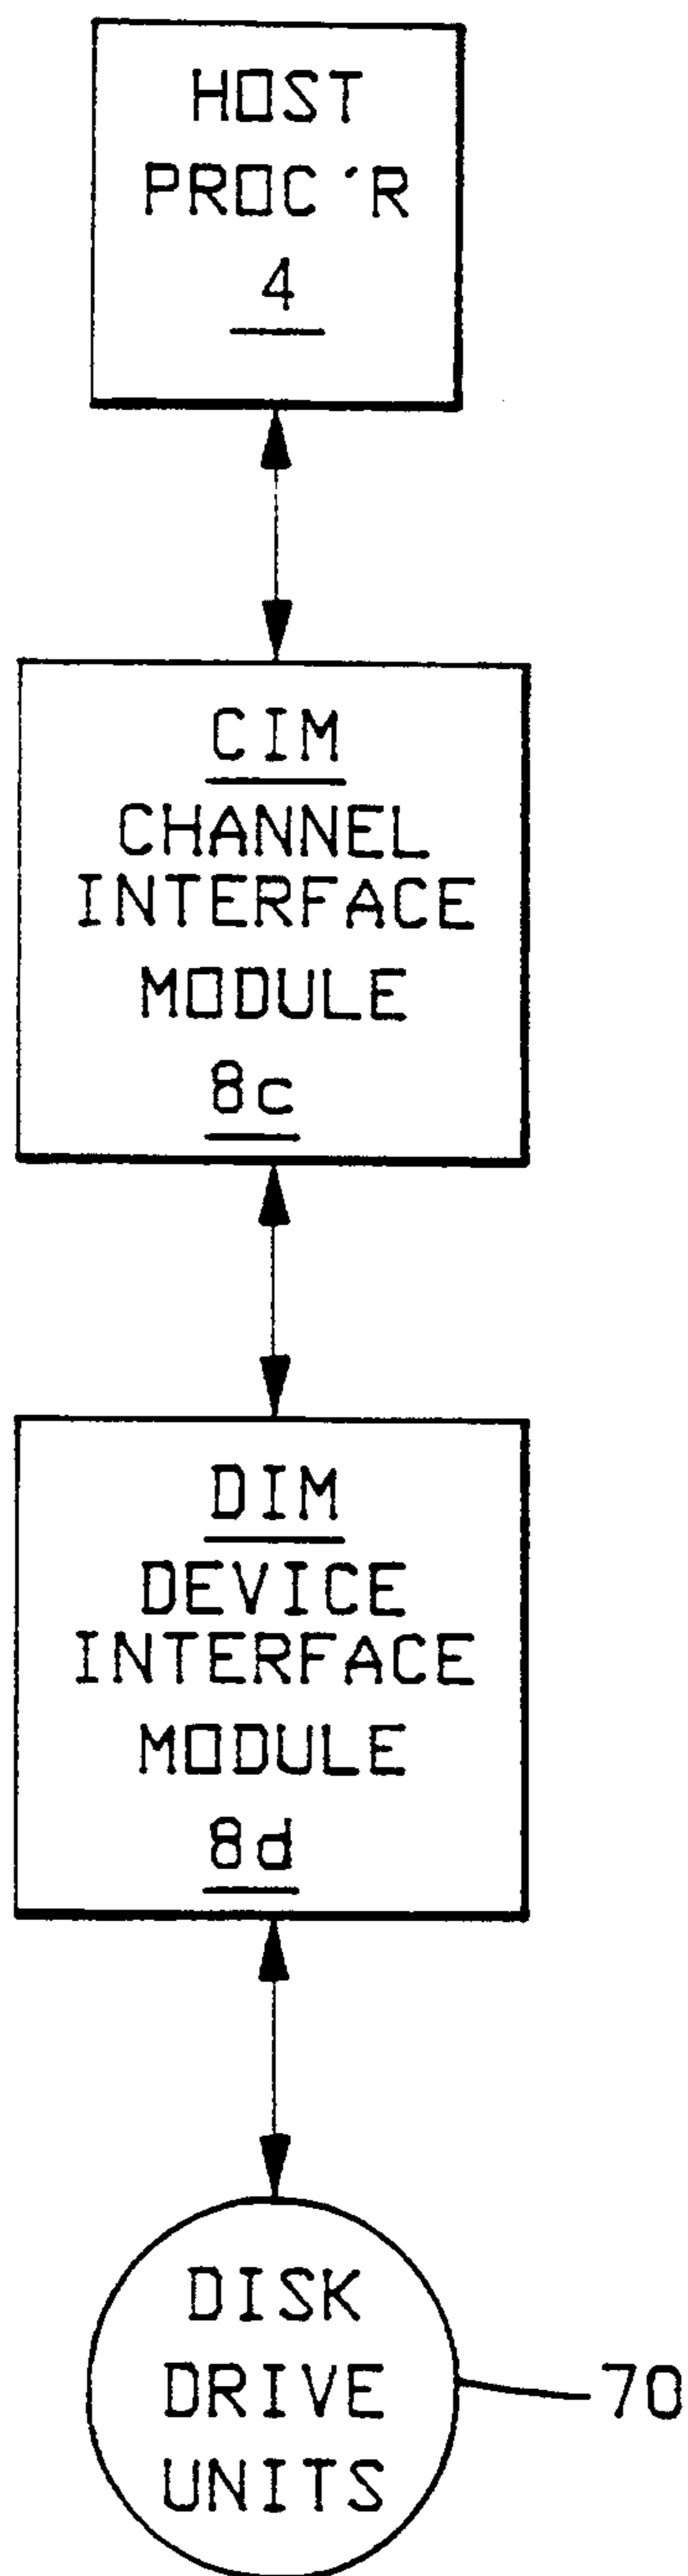 HOST
PROC'R
4
CIM
CHANNEL
INTERFACE
MODULE
8c
DIM
DEVICE
INTERFACE
MODULE
8d
DISK
DRIVE
UNITS
70